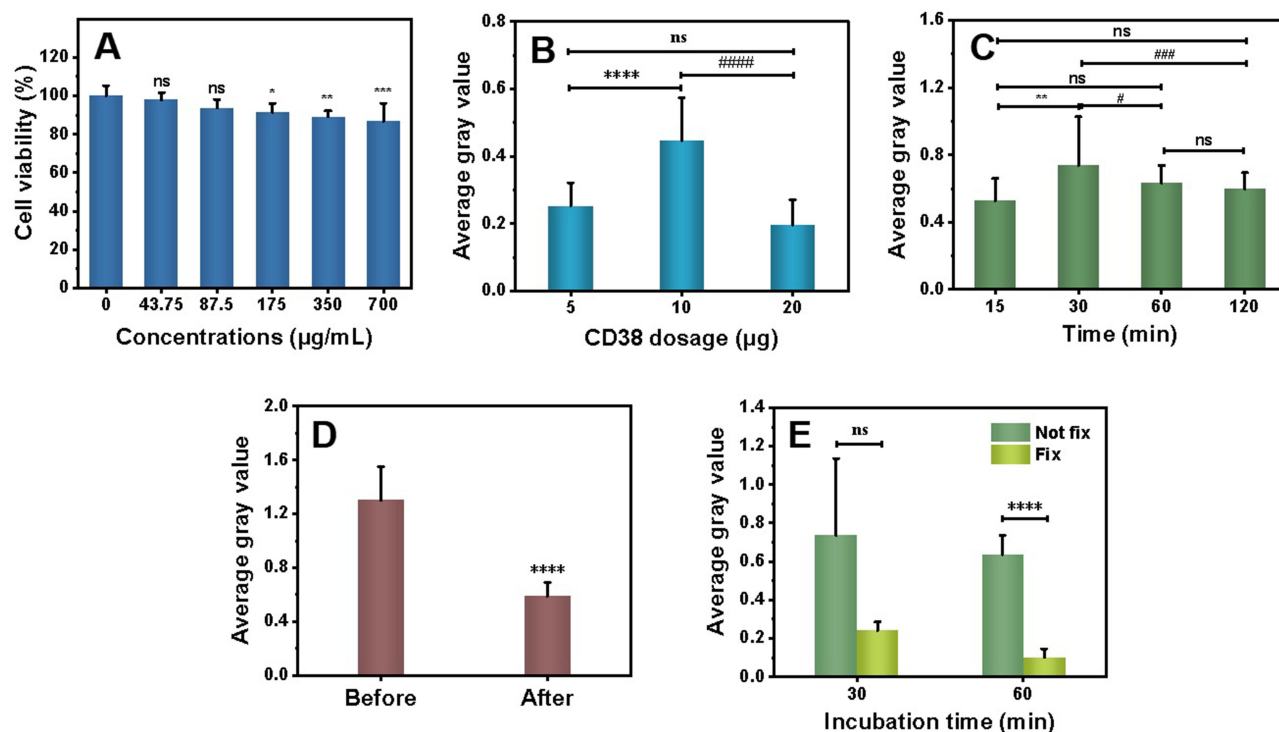 A
Cell viability (%)
120
100
80
60
40
20
0
ns
ns
*
**
***
0 43.75 87.5 175 350 700
Concentrations (µg/mL)
B
Average gray value
0.8
0.6
0.4
0.2
0.0
ns
****
####
5 10 20
CD38 dosage (µg)
C
Average gray value
1.6
1.2
0.8
0.4
0.0
ns
###
ns
**
#
ns
15 30 60 120
Time (min)
D
Average gray value
2.0
1.6
1.2
0.8
0.4
0.0
****
Before After
E
Average gray value
1.4
1.2
1.0
0.8
0.6
0.4
0.2
0.0
Not fix
Fix
ns
****
30 60
Incubation time (min)